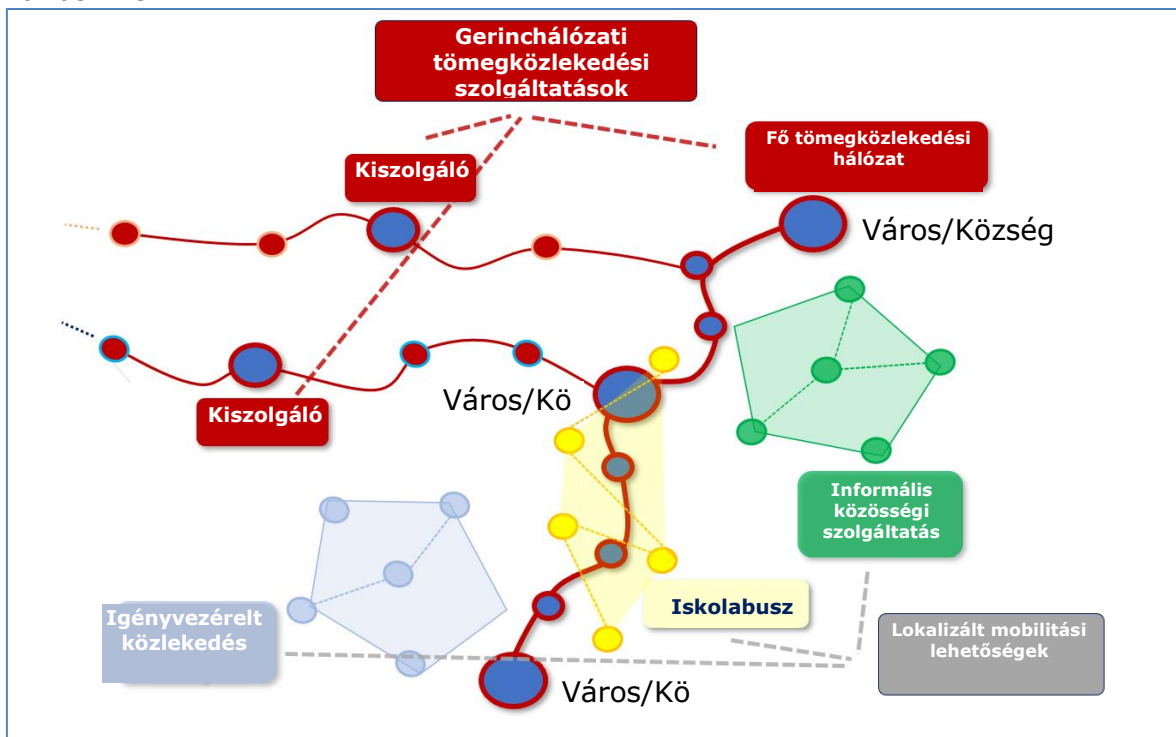 Gerinchálózati
tömegközlekedési
szolgáltatások
Fő tömegközlekedési
hálózat
Kiszolgáló
Város/Község
Város/Kö
Kiszolgáló
Informális
közösségi
szolgáltatás
Iskolabusz
Igényvezérelt
közlekedés
Lokalizált mobilitási
lehetőségek
Város/Kö